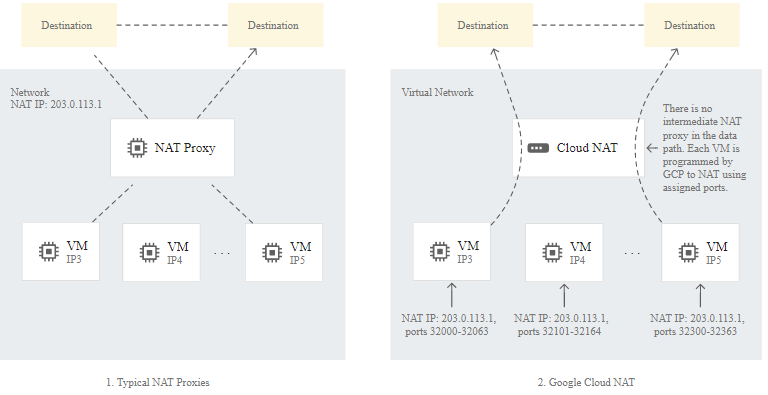 Destination
Destination
Network
NAT IP: 203.0.113.1
NAT Proxy
VM
IP3
VM
IP4
. . .
VM
IP5
1. Typical NAT Proxies
Destination
Destination
Virtual Network
Cloud NAT
There is no
intermediate NAT
proxy in the data
path. Each VM is
programmed by
GCP to NAT using
assigned ports.
VM
IP3
VM
IP4
. . .
VM
IP5
NAT IP: 203.0.113.1,
ports 32000-32063
NAT IP: 203.0.113.1,
ports 32101-32164
NAT IP: 203.0.113.1,
ports 32300-32363
2. Google Cloud NAT